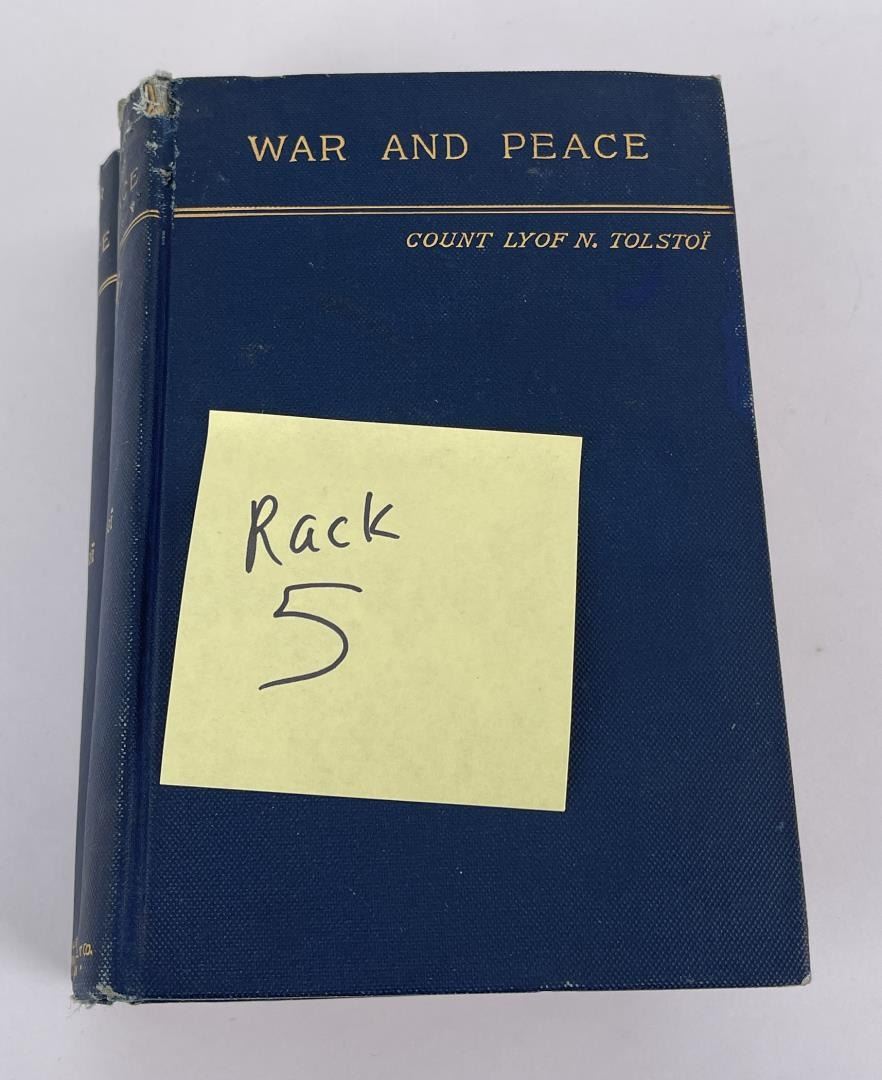 WAR AND PEACE
COUNT LYOF N. TOLSTOÏ
Rack
5